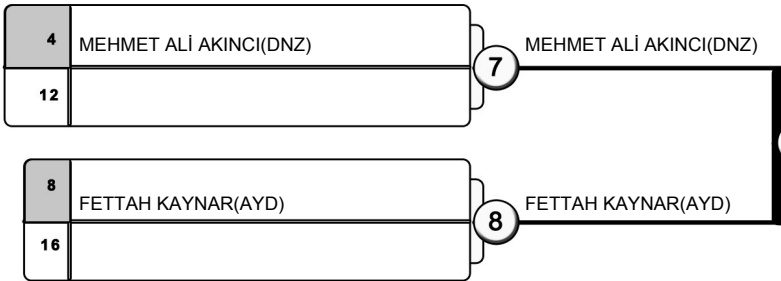 4 MEHMET ALİ AKINCI(DNZ)
7 MEHMET ALİ AKINCI(DNZ)
12
8 FETTAH KAYNAR(AYD)
8 FETTAH KAYNAR(AYD)
16